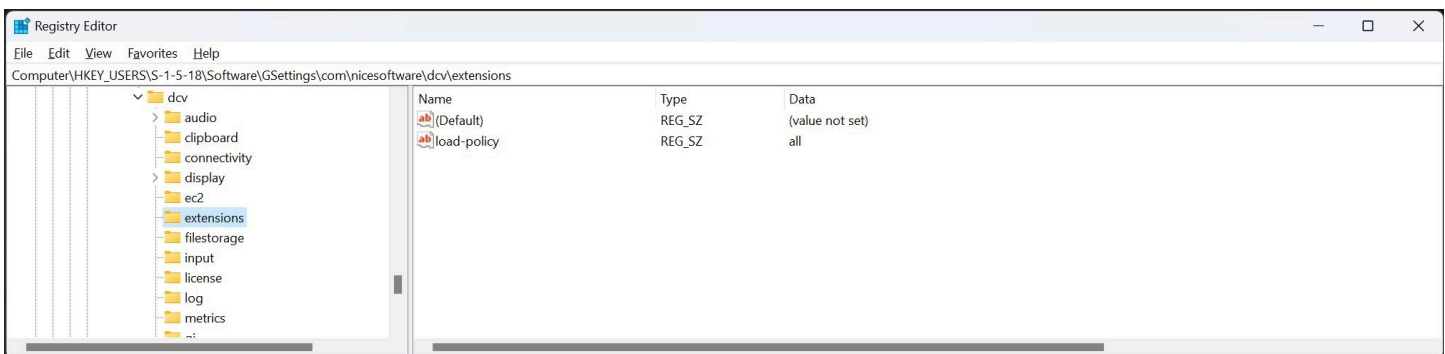 Registry Editor
File Edit View Favorites Help
Computer\HKEY_USERS\S-1-5-18\Software\GSettings\com\nicesoftware\dcv\extensions
dcv
audio
clipboard
connectivity
display
ec2
extensions
filestorage
input
license
log
metrics
Name Type Data
(Default) REG_SZ (value not set)
load-policy REG_SZ all